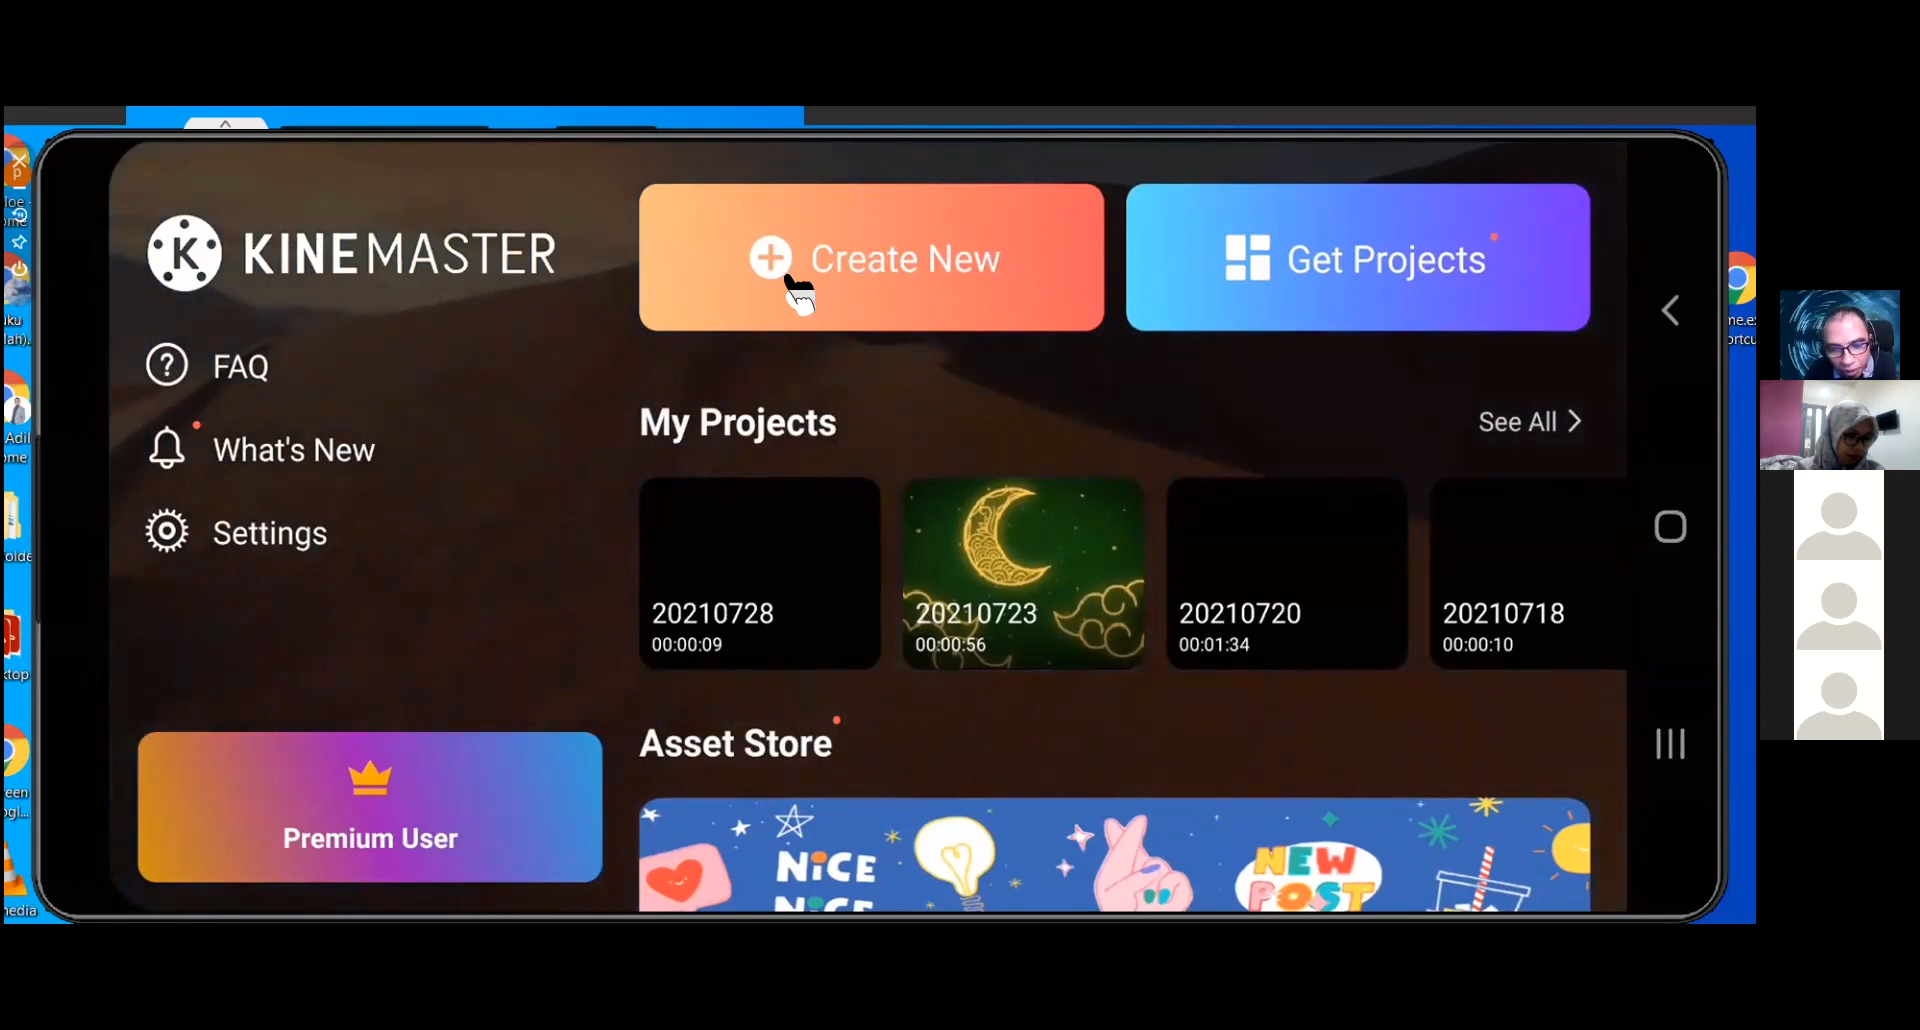 KINEMASTER
FAQ
What's New
Settings
Premium User
Create New
Get Projects
My Projects
See All
20210728
00:00:09
20210723
00:00:56
20210720
00:01:34
20210718
00:00:10
Asset Store
NiCE
NEW
POST